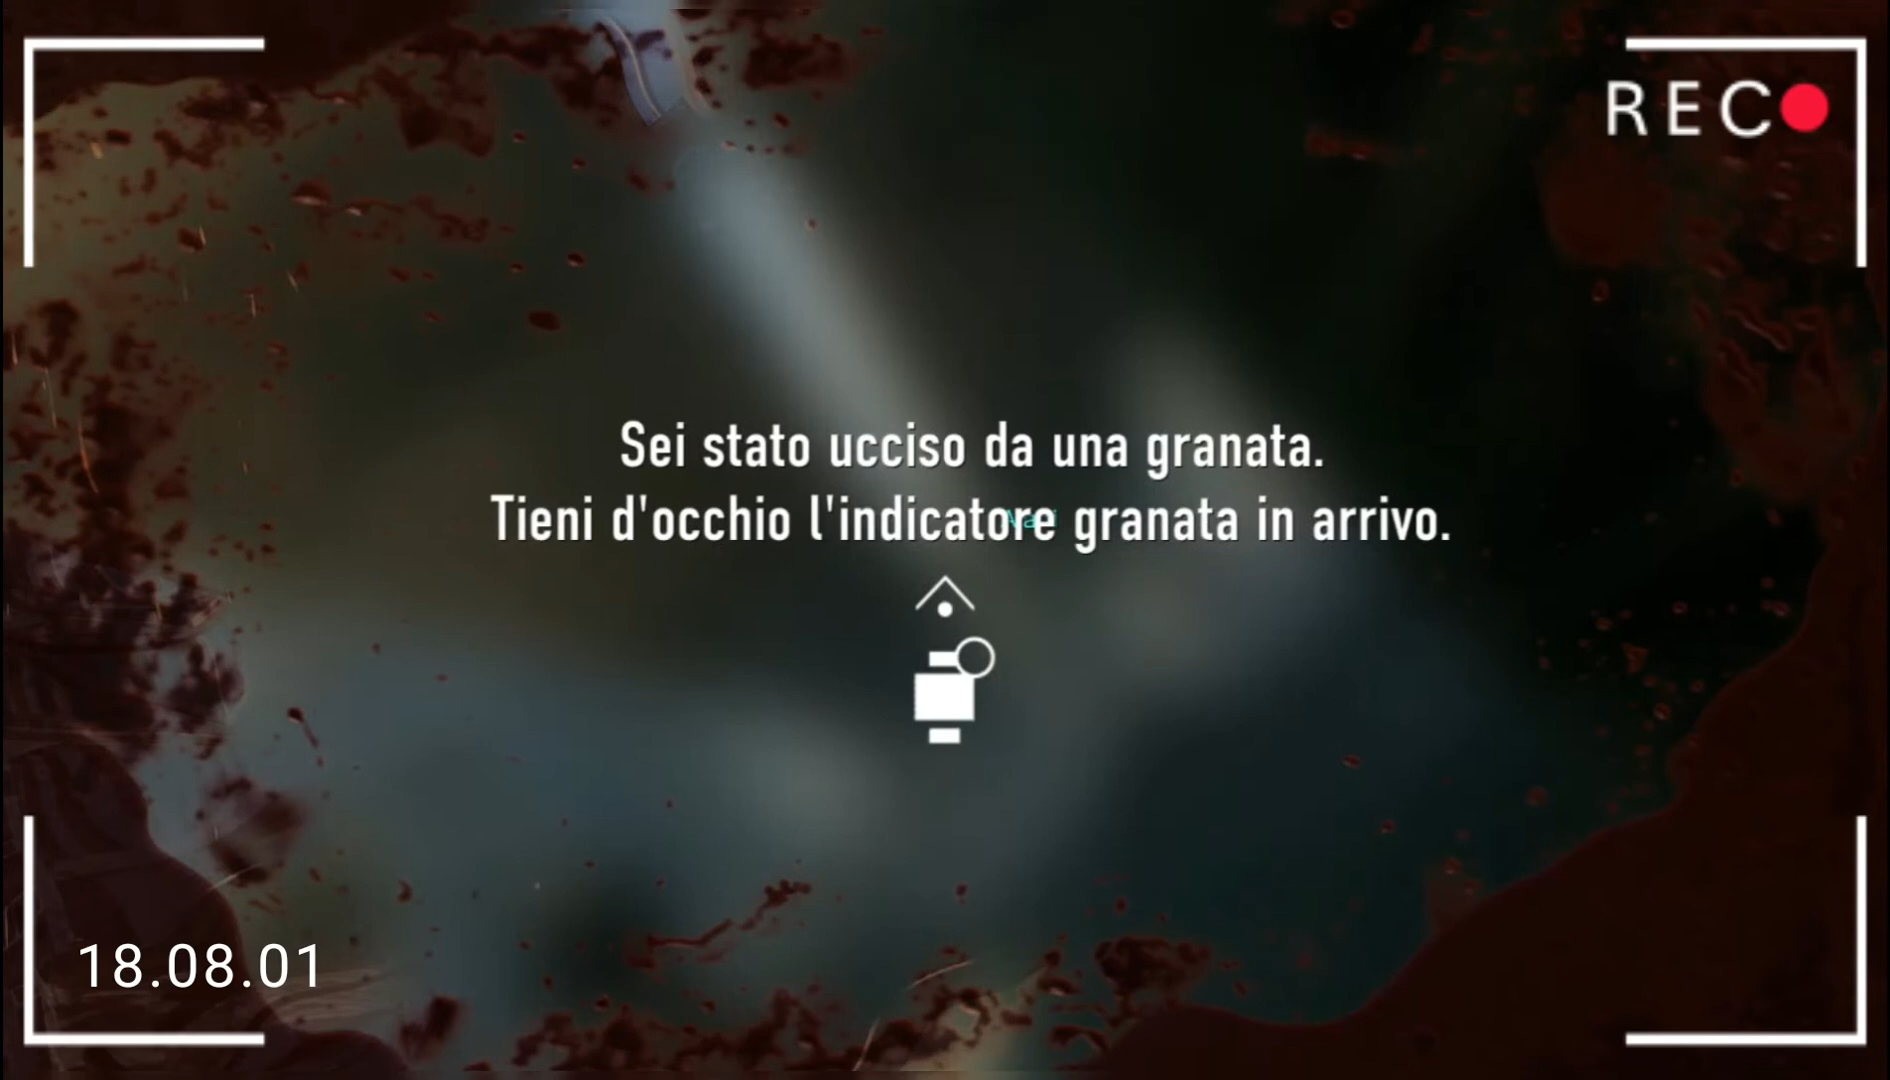 REC
Sei stato ucciso da una granata.
Tieni d'occhio l'indicatore granata in arrivo.
18.08.01